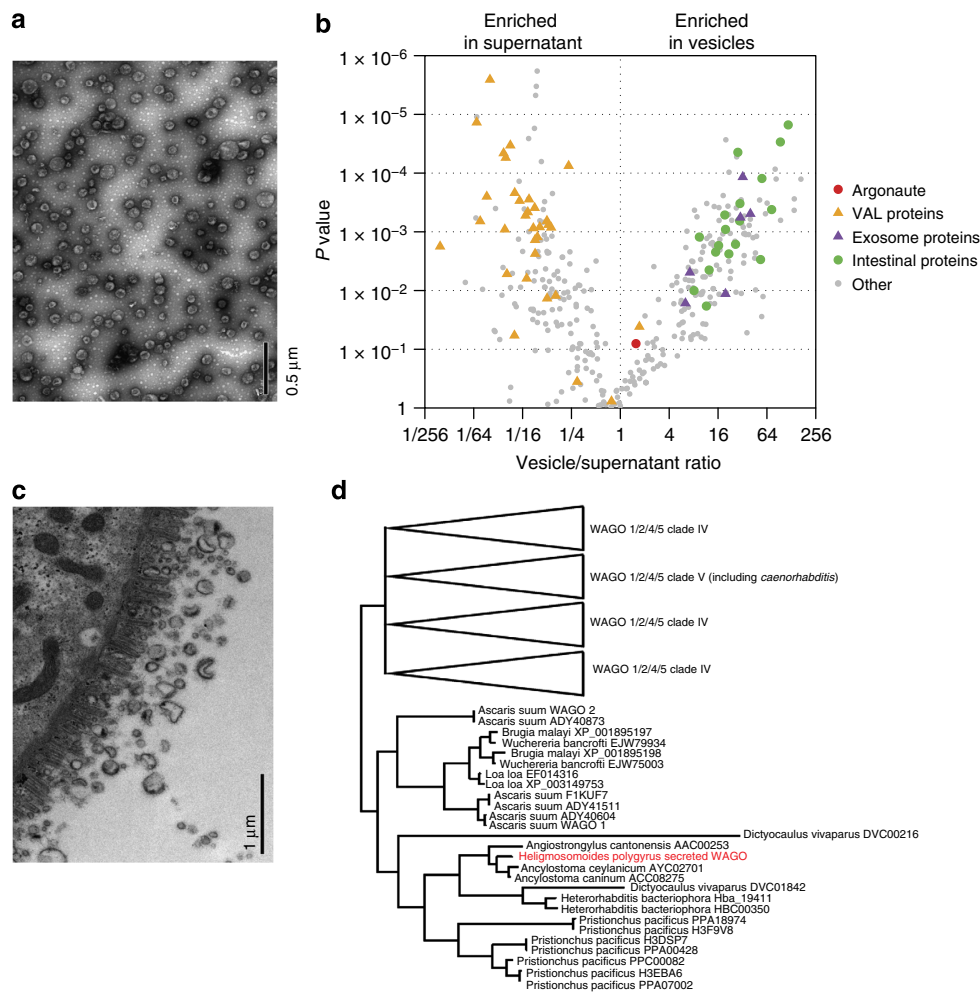 a
0.5 µm
b
Enriched
in supernatant
Enriched
in vesicles
1 × 10⁻⁶
1 × 10⁻⁵
1 × 10⁻⁴
1 × 10⁻³
1 × 10⁻²
1 × 10⁻¹
1
P value
1/256 1/64 1/16 1/4 1 4 16 64 256
Vesicle/supernatant ratio
Argonaute
VAL proteins
Exosome proteins
Intestinal proteins
Other
c
1 µm
d
WAGO 1/2/4/5 clade IV
WAGO 1/2/4/5 clade V (including caenorhabditis)
WAGO 1/2/4/5 clade IV
WAGO 1/2/4/5 clade IV
Ascaris suum WAGO 2
Ascaris suum ADY40873
Brugia malayi XP_001895197
Wuchereria bancrofti EJW79934
Brugia malayi XP_001895198
Wuchereria bancrofti EJW75003
Loa loa EF014316
Loa loa XP_003149753
Ascaris suum F1KUF7
Ascaris suum ADY41511
Ascaris suum ADY40604
Ascaris suum WAGO 1
Dictyocaulus vivaparus DVC00216
Angiostrongylus cantonensis AAC00253
Heligmosomoides polygyrus secreted WAGO
Ancylostoma ceylanicum AYC02701
Ancylostoma caninum ACC08275
Dictyocaulus vivaparus DVC01842
Heterorhabditis bacteriophora Hba_19411
Heterorhabditis bacteriophora HBC00350
Pristionchus pacificus PPA18974
Pristionchus pacificus H3F9V8
Pristionchus pacificus H3DSP7
Pristionchus pacificus PPA00428
Pristionchus pacificus PPC00082
Pristionchus pacificus H3EBA6
Pristionchus pacificus PPA07002